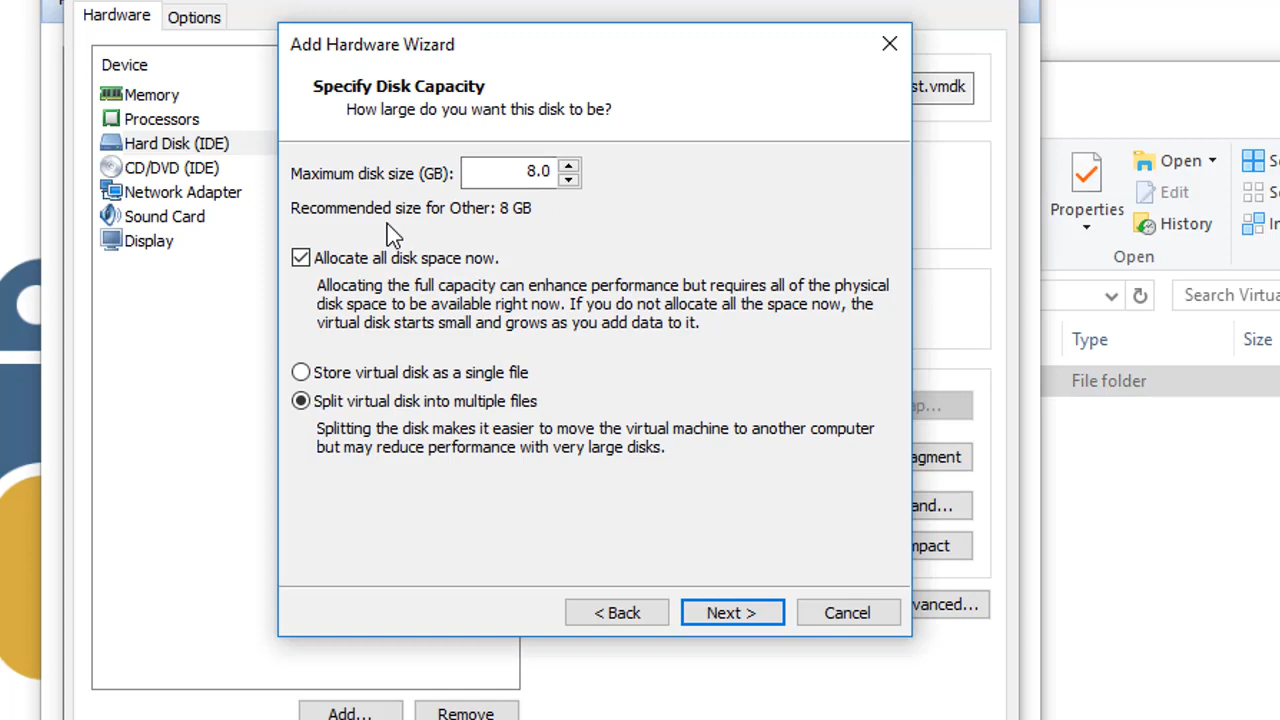 Hardware
Options
Device
Memory
Processors
Hard Disk (IDE)
CD/DVD (IDE)
Network Adapter
Sound Card
Display
Add...
Remove
Add Hardware Wizard
Specify Disk Capacity
How large do you want this disk to be?
Maximum disk size (GB):
8.0
Recommended size for Other: 8 GB
Allocate all disk space now.
Allocating the full capacity can enhance performance but requires all of the physical
disk space to be available right now. If you do not allocate all the space now, the
virtual disk starts small and grows as you add data to it.
Store virtual disk as a single file
Split virtual disk into multiple files
Splitting the disk makes it easier to move the virtual machine to another computer
but may reduce performance with very large disks.
< Back
Next >
Cancel
st.vmdk
ap...
agment
and...
mpact
vanced...
Properties
Open
Edit
History
Open
Search Virtu
Type
Size
File folder